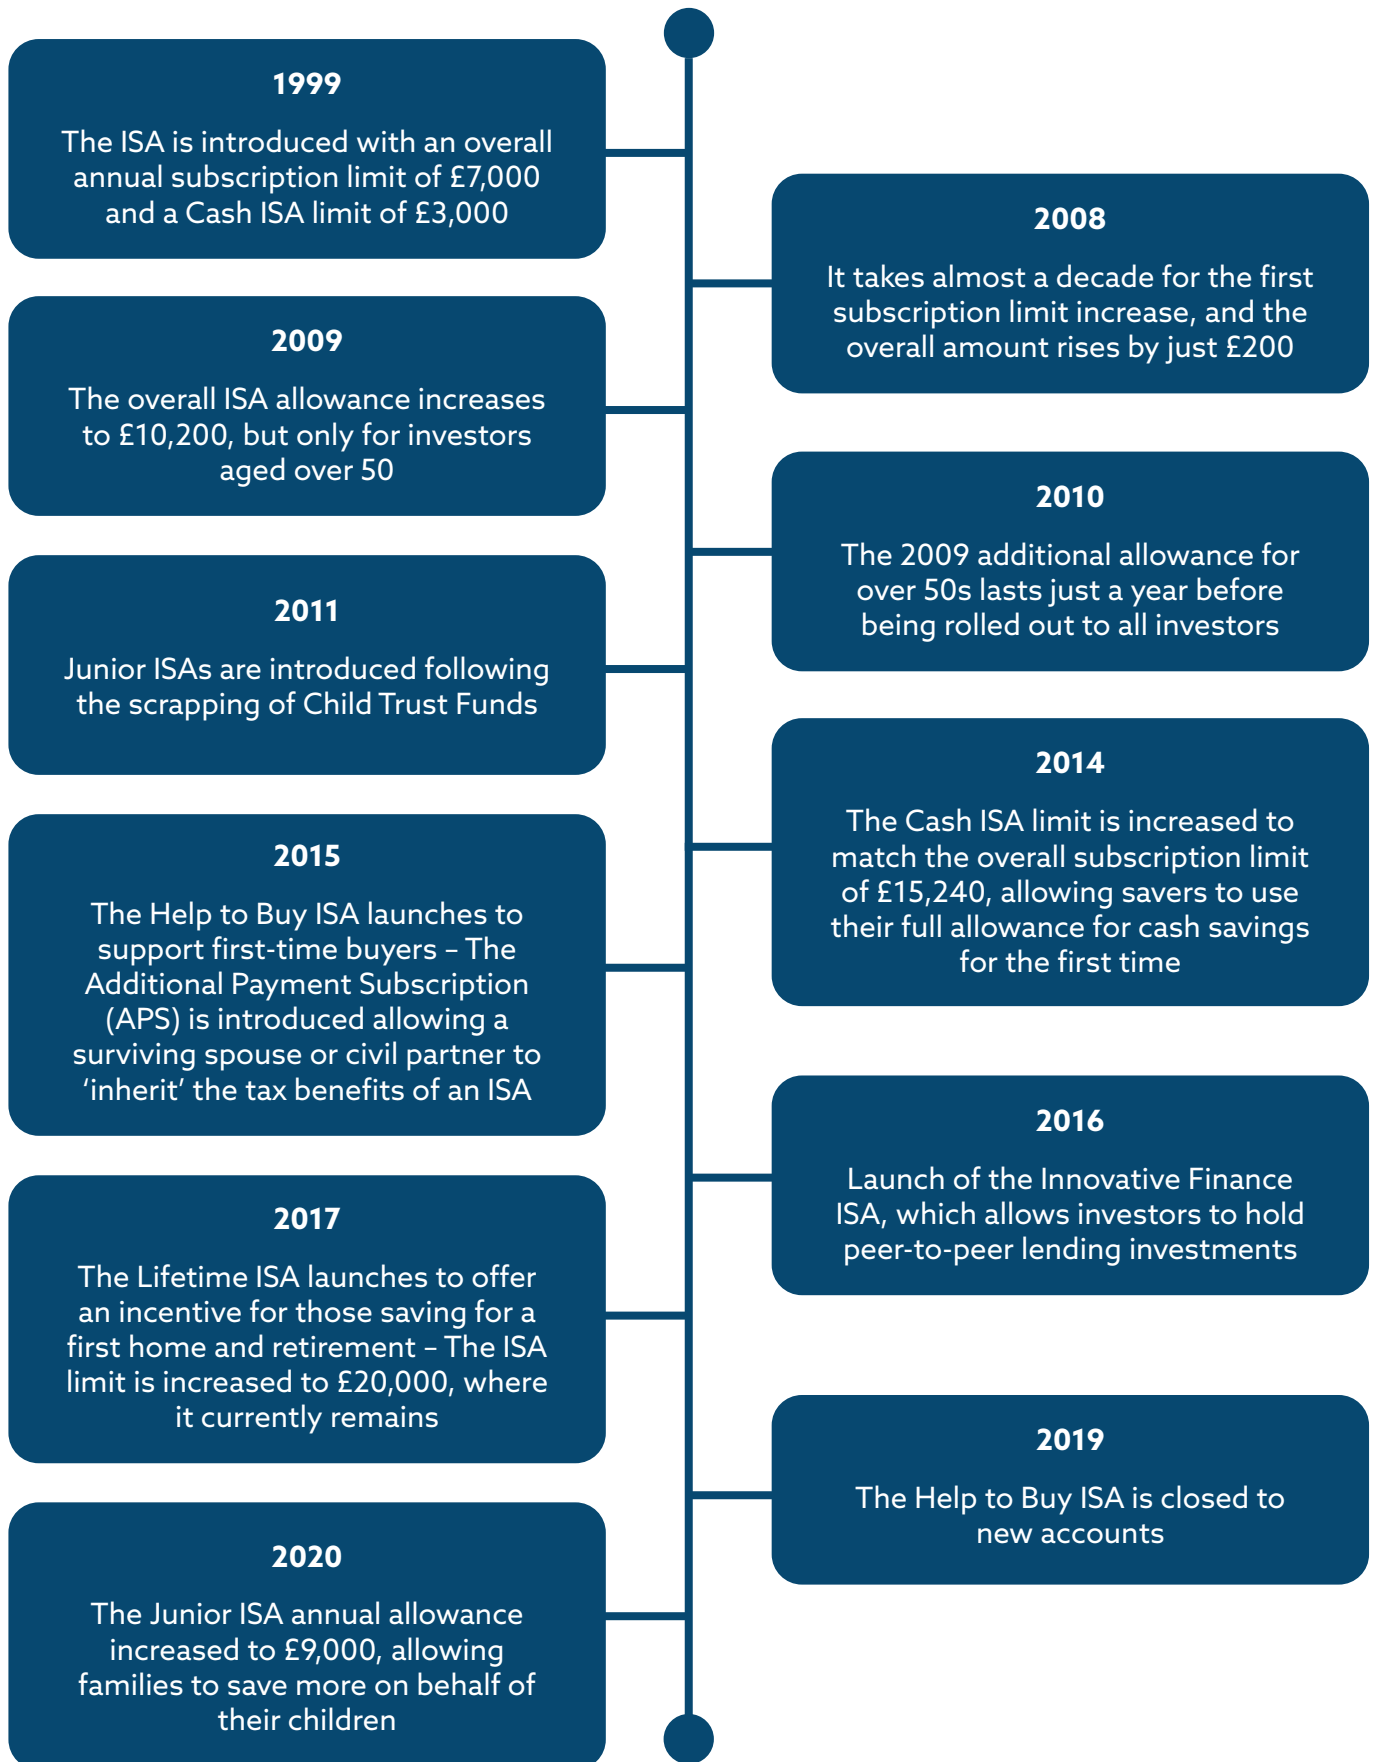 1999
The ISA is introduced with an overall
annual subscription limit of £7,000
and a Cash ISA limit of £3,000
2008
It takes almost a decade for the first
subscription limit increase, and the
overall amount rises by just £200
2009
The overall ISA allowance increases
to £10,200, but only for investors
aged over 50
2010
The 2009 additional allowance for
over 50s lasts just a year before
being rolled out to all investors
2011
Junior ISAs are introduced following
the scrapping of Child Trust Funds
2014
The Cash ISA limit is increased to
match the overall subscription limit
of £15,240, allowing savers to use
their full allowance for cash savings
for the first time
2015
The Help to Buy ISA launches to
support first-time buyers – The
Additional Payment Subscription
(APS) is introduced allowing a
surviving spouse or civil partner to
‘inherit’ the tax benefits of an ISA
2016
Launch of the Innovative Finance
ISA, which allows investors to hold
peer-to-peer lending investments
2017
The Lifetime ISA launches to offer
an incentive for those saving for a
first home and retirement – The ISA
limit is increased to £20,000, where
it currently remains
2019
The Help to Buy ISA is closed to
new accounts
2020
The Junior ISA annual allowance
increased to £9,000, allowing
families to save more on behalf of
their children